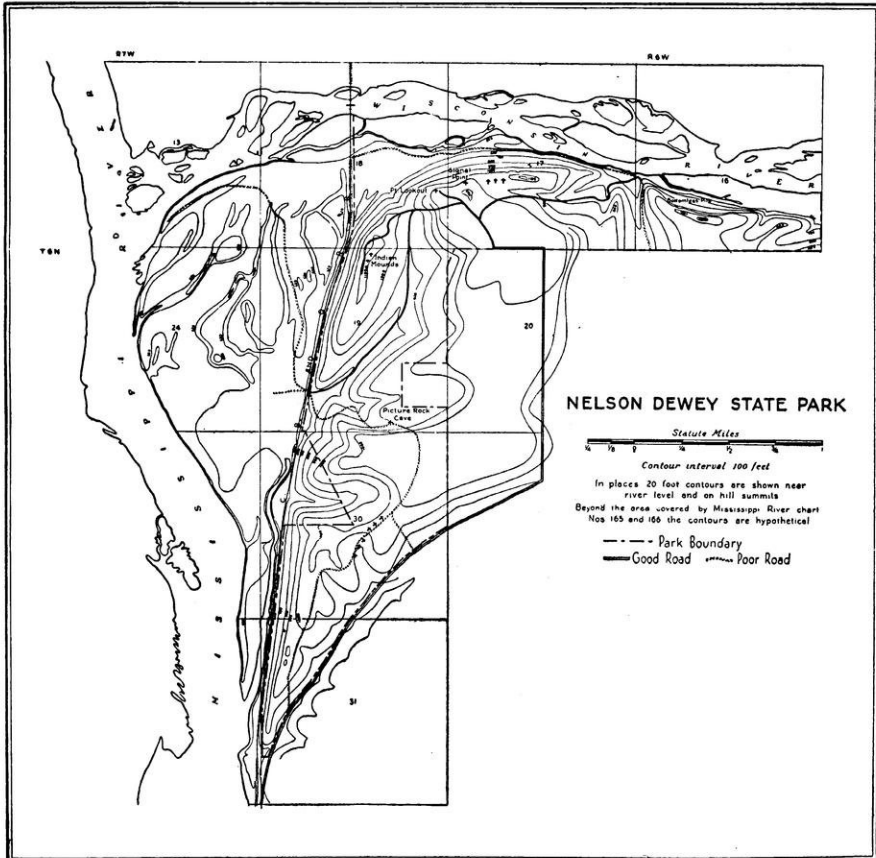 R7W
R6W
WISCONSIN RIVER
13
18
17
16
Signal Point
Pt Lookout
T6N
Indian Mounds
24
19
20
MISSISSIPPI RIVER
Picture Rock
Cave
30
31
NELSON DEWEY STATE PARK
Statute Miles
¼ ⅛ 0 ¼ ½ ¾ 1
Contour interval 100 feet
In places 20 foot contours are shown near
river level and on hill summits
Beyond the area covered by Mississippi River chart
Nos 165 and 166 the contours are hypothetical
Park Boundary
Good Road Poor Road